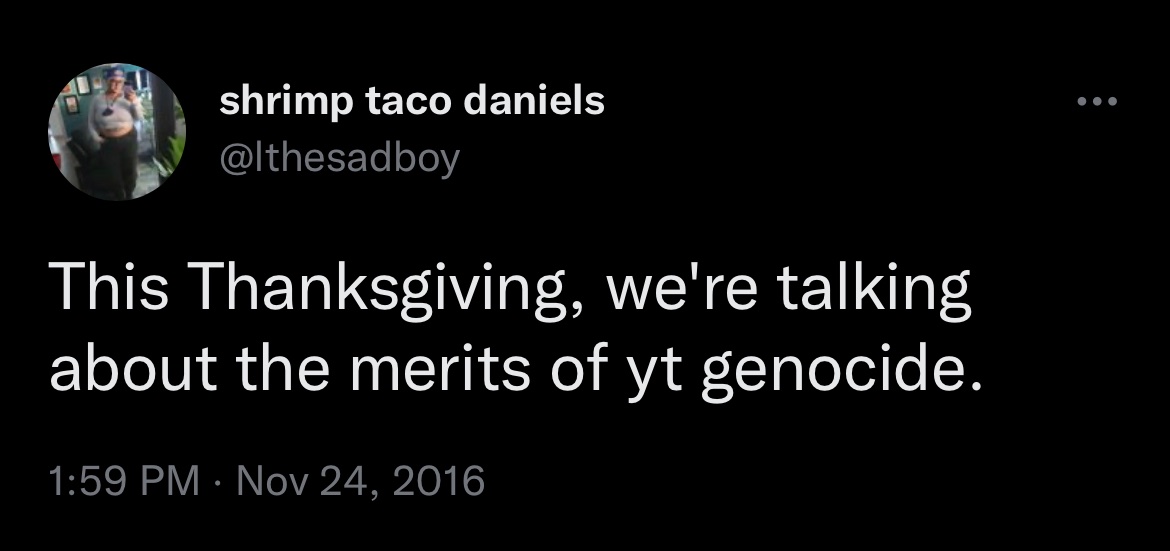 shrimp taco daniels
@lthesadboy
This Thanksgiving, we're talking
about the merits of yt genocide.
1:59 PM · Nov 24, 2016